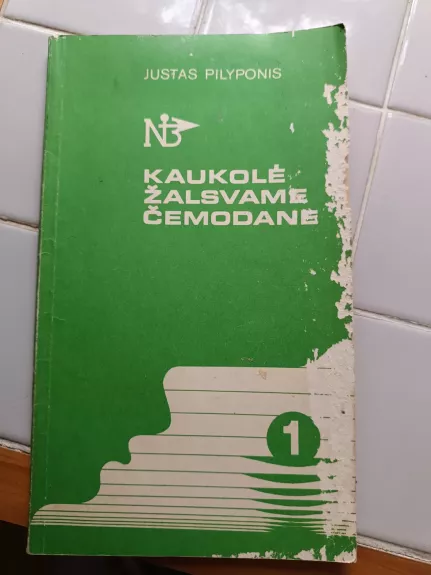 JUSTAS PILYPONIS
NB
KAUKOLĖ
ŽALSVAME
ČEMODANE
1